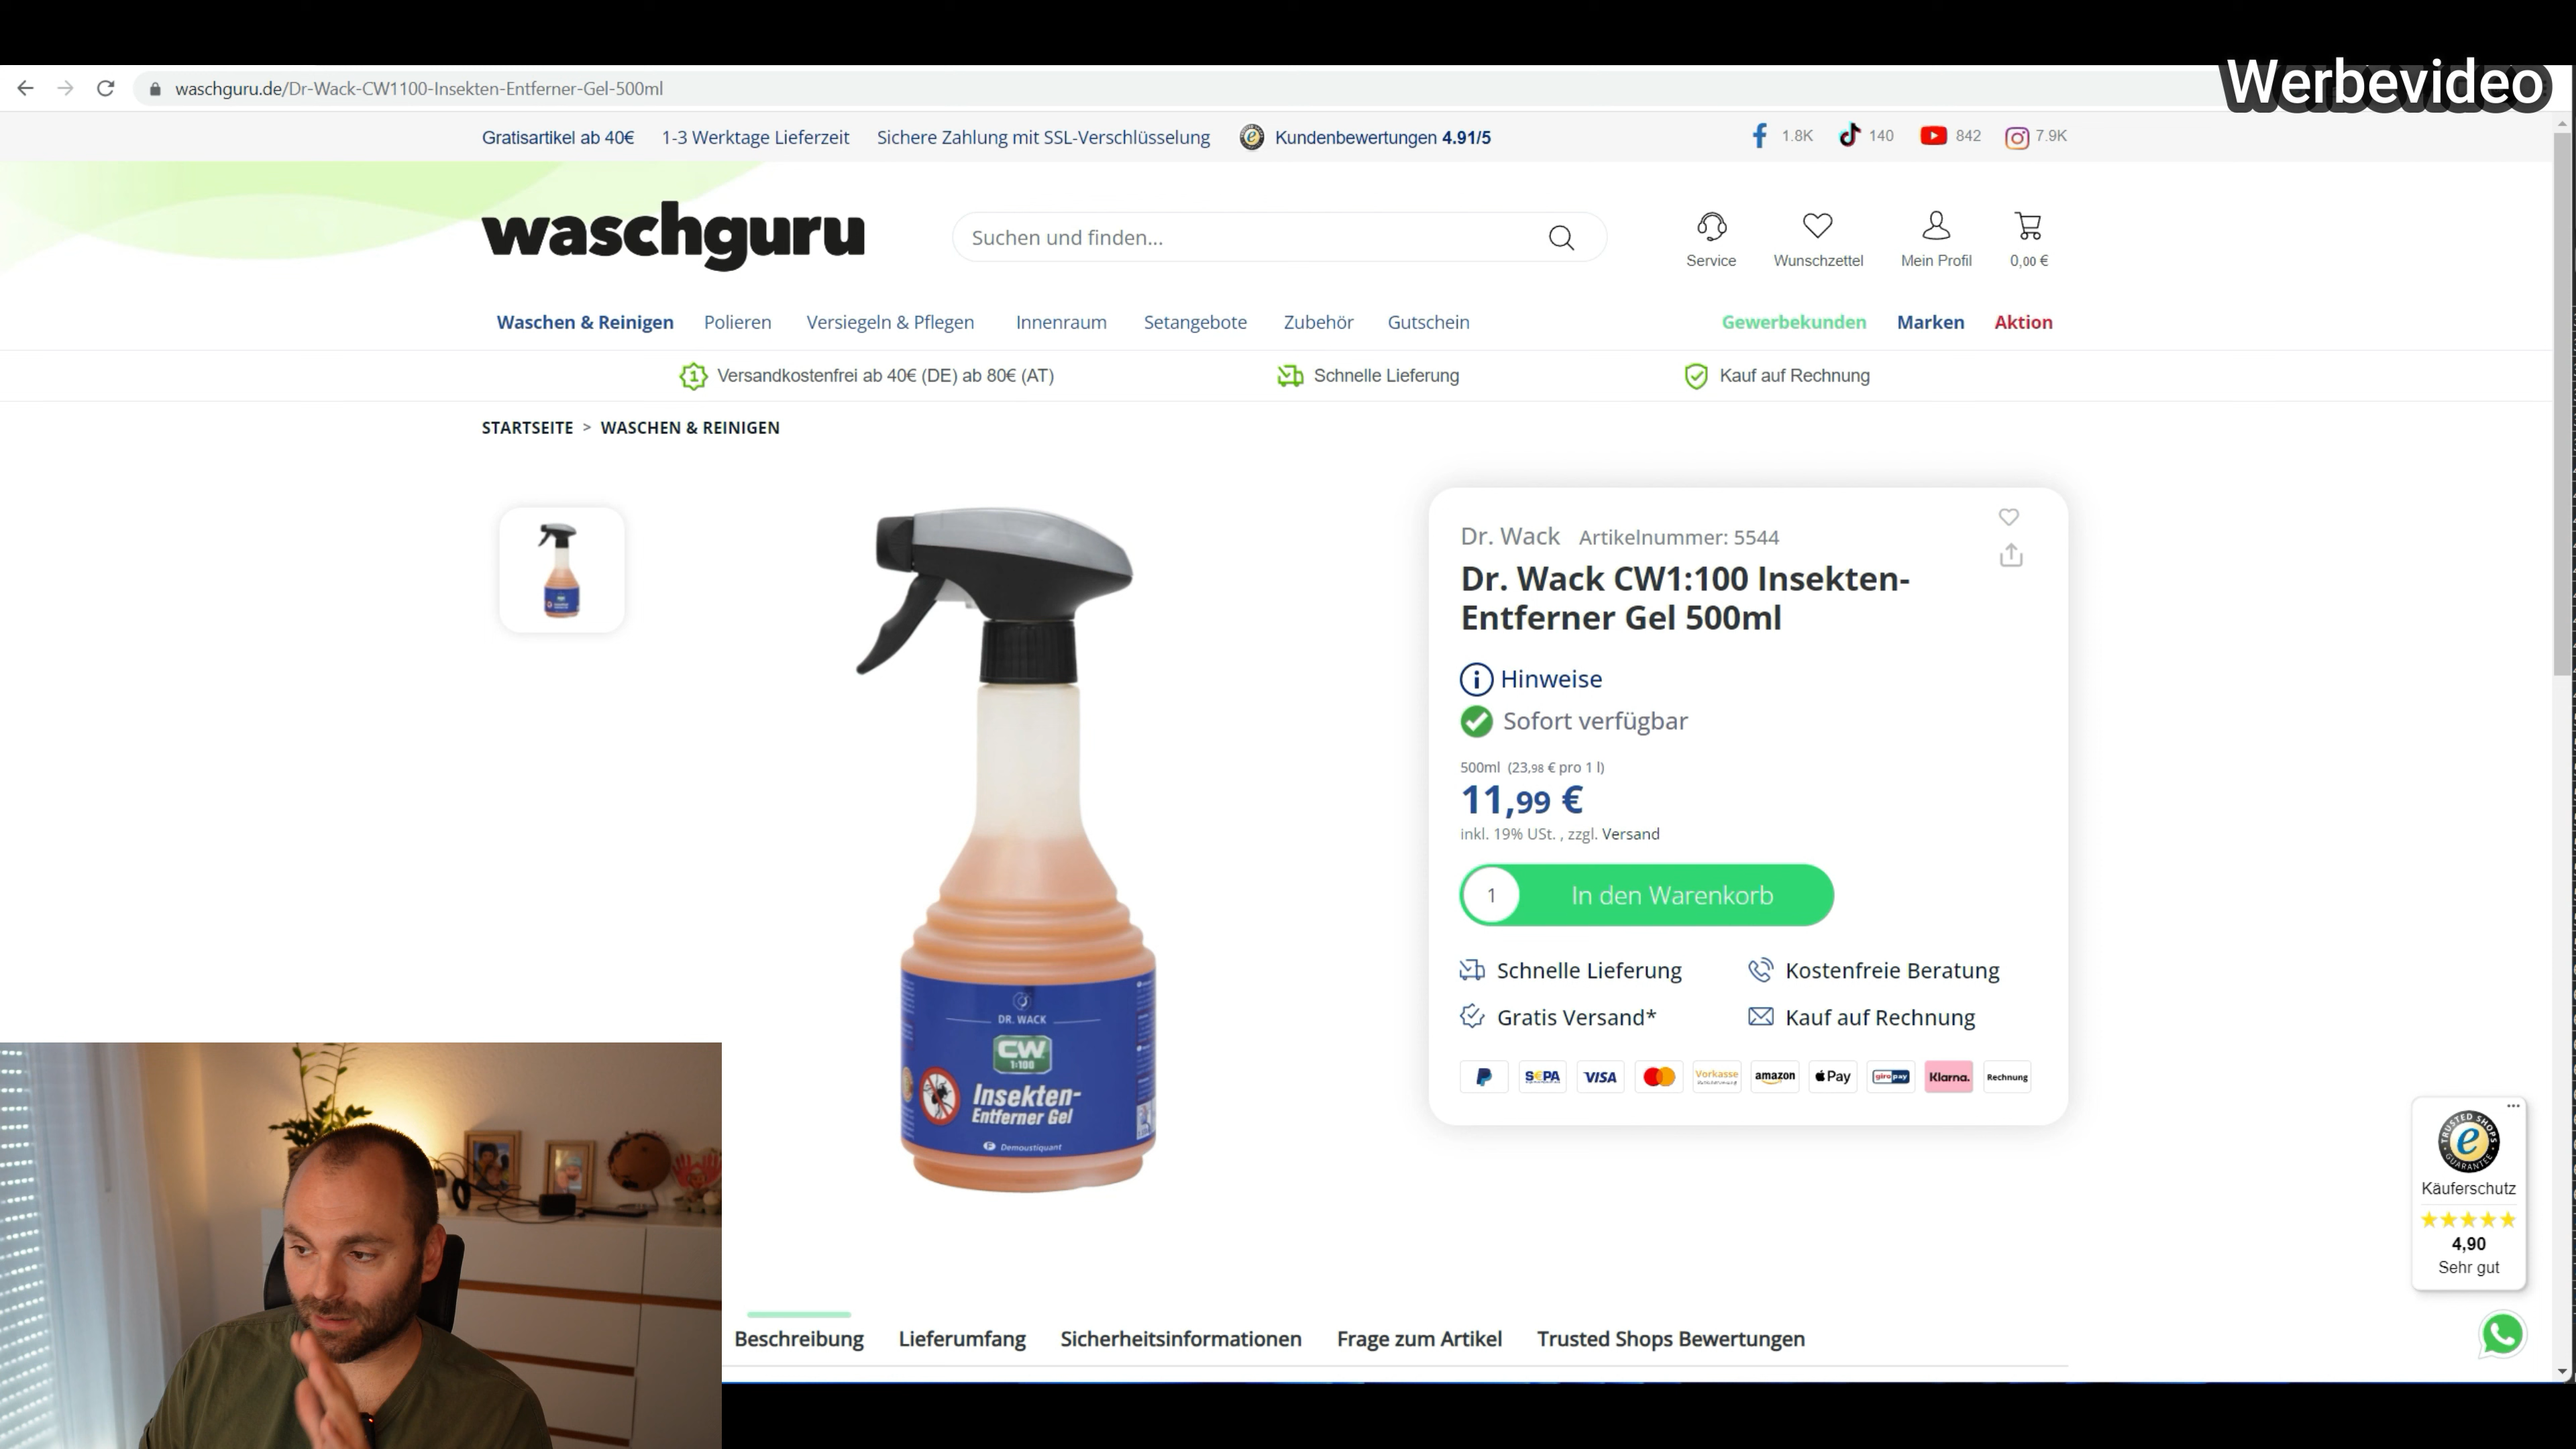 Werbevideo
waschguru.de/Dr-Wack-CW1100-Insekten-Entferner-Gel-500ml
Gratisartikel ab 40€ 1-3 Werktage Lieferzeit Sichere Zahlung mit SSL-Verschlüsselung Kundenbewertungen 4.91/5 1.8K 140 842 7.9K
waschguru
Suchen und finden...
Service Wunschzettel Mein Profil 0,00 €
Waschen & Reinigen Polieren Versiegeln & Pflegen Innenraum Setangebote Zubehör Gutschein Gewerbekunden Marken Aktion
Versandkostenfrei ab 40€ (DE) ab 80€ (AT) Schnelle Lieferung Kauf auf Rechnung
STARTSEITE > WASCHEN & REINIGEN
Dr. Wack Artikelnummer: 5544
Dr. Wack CW1:100 Insekten-
Entferner Gel 500ml
Hinweise
Sofort verfügbar
500ml (23,98 € pro 1 l)
11,99 €
inkl. 19% USt. , zzgl. Versand
1 In den Warenkorb
Schnelle Lieferung Kostenfreie Beratung
Gratis Versand* Kauf auf Rechnung
SEPA VISA Vorkasse amazon Pay giropay Klarna. Rechnung
DR. WACK
CW
1:100
Insekten-
Entferner Gel
F Demoustiquant
TRUSTED SHOPS
GUARANTEE
Käuferschutz
4,90
Sehr gut
Beschreibung Lieferumfang Sicherheitsinformationen Frage zum Artikel Trusted Shops Bewertungen